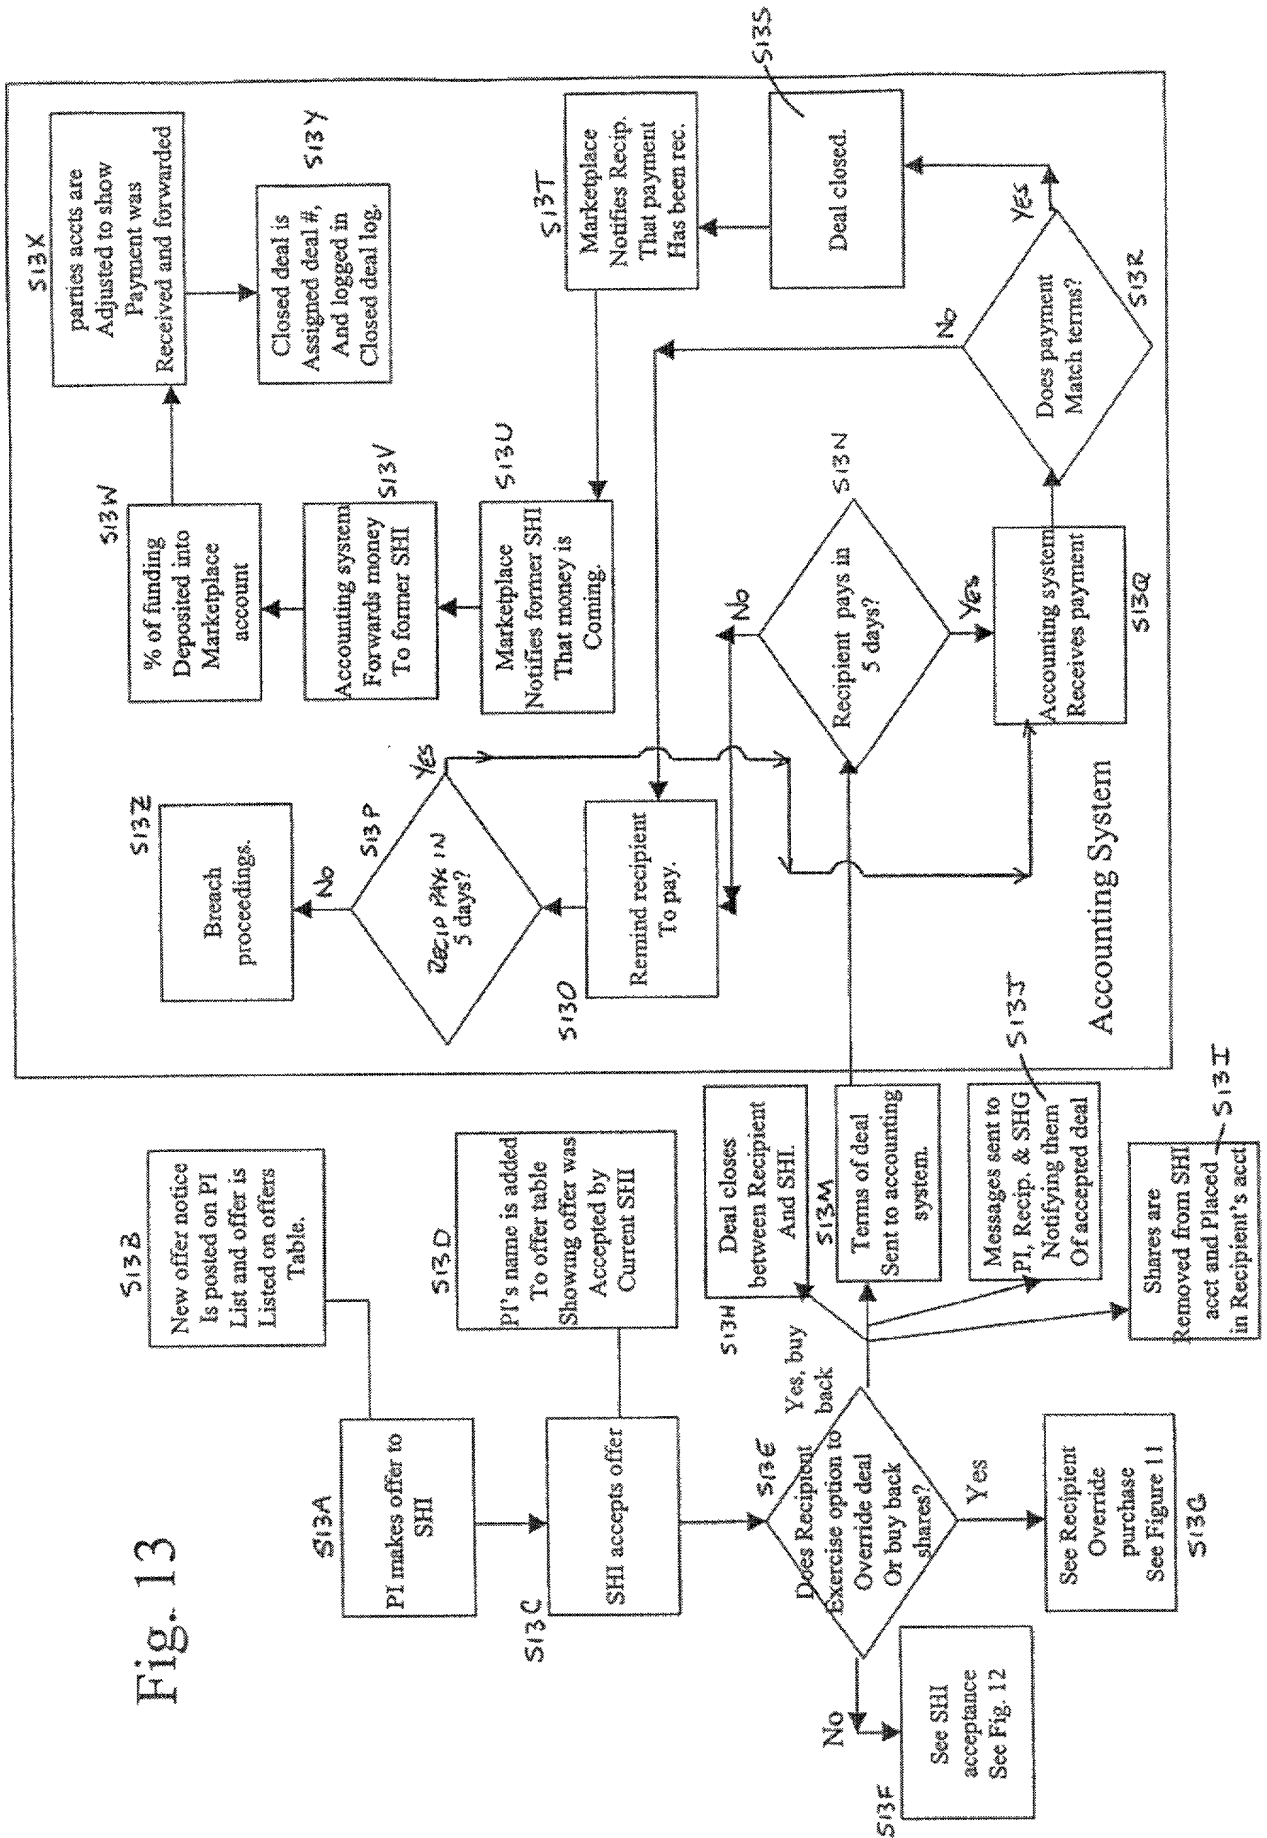 Fig. 13
S13A
PI makes offer to
SHI
S13B
New offer notice
Is posted on PI
List and offer is
Listed on offers
Table.
S13C
SHI accepts offer
S13D
PI's name is added
To offer table
Showing offer was
Accepted by
Current SHI
S13E
Does Recipient
Exercise option to
Override deal
Or buy back
shares?
No
S13F
See SHI
acceptance
See Fig. 12
Yes
See Recipient
Override
purchase
See Figure 11
S13G
Yes, buy
back
S13H
Deal closes
between Recipient
And SHI.
S13M
Terms of deal
Sent to accounting
system.
Messages sent to
PI, Recip. & SHG
Notifying them
Of accepted deal
S13J
Shares are
Removed from SHI
acct and Placed
in Recipient's acct
S13I
Accounting System
S13N
Recipient pays in
5 days?
No
Yes
S13O
Remind recipient
To pay.
S13P
RECIP PAY IN
5 days?
No
Yes
S13Z
Breach
proceedings.
Accounting system
Receives payment
S13Q
Does payment
Match terms?
S13R
No
Yes
Deal closed.
S13S
S13T
Marketplace
Notifies Recip.
That payment
Has been rec.
S13U
Marketplace
Notifies former SHI
That money is
Coming.
S13V
Accounting system
Forwards money
To former SHI
S13W
% of funding
Deposited into
Marketplace
account
S13X
parties accts are
Adjusted to show
Payment was
Received and forwarded
S13Y
Closed deal is
Assigned deal #,
And logged in
Closed deal log.